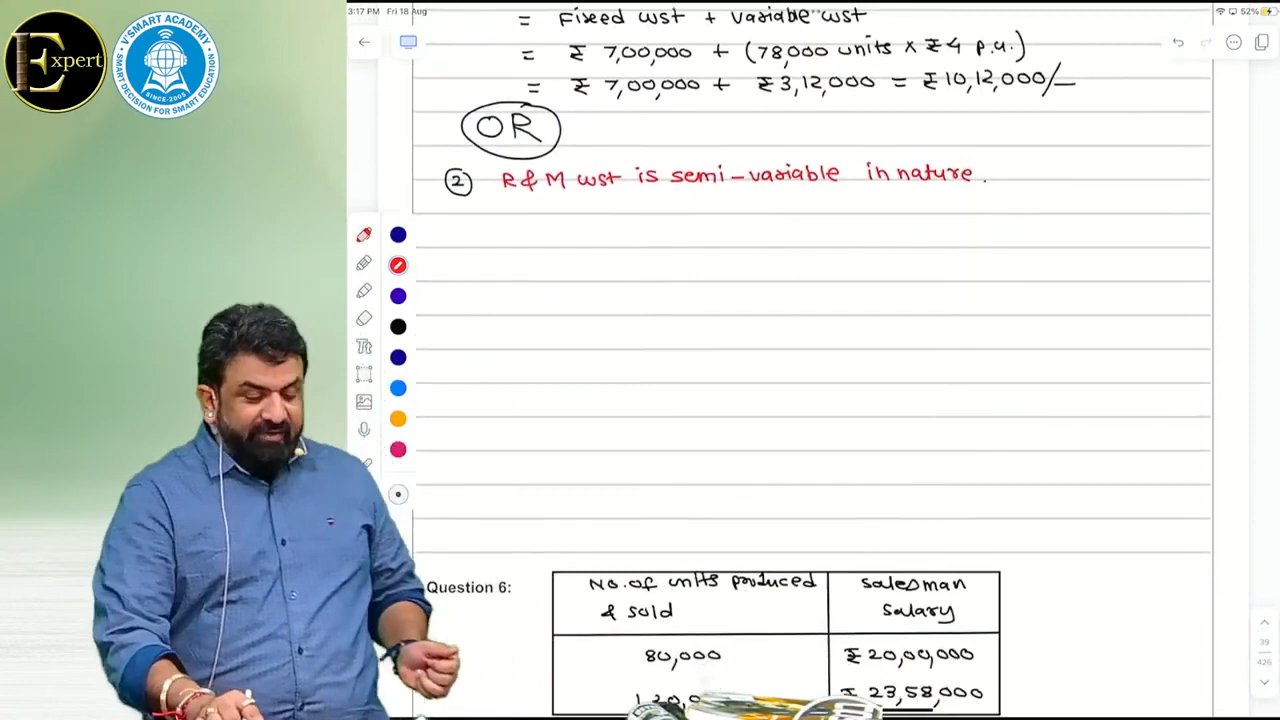 3:17 PM Fri 18 Aug
52%
Expert
V'SMART ACADEMY
SMART DECISION FOR SMART EDUCATION
SINCE-2005
= Fixed cost + Variable cost
= ₹ 7,00,000 + (78,000 units × ₹4 p.u.)
= ₹ 7,00,000 + ₹3,12,000 = ₹10,12,000/-
OR
② R & M cost is semi-variable in nature.
Tt
39
426
Question 6:
No. of units produced & sold
Salesman Salary
80,000
₹ 20,00,000
₹ 23,58,000